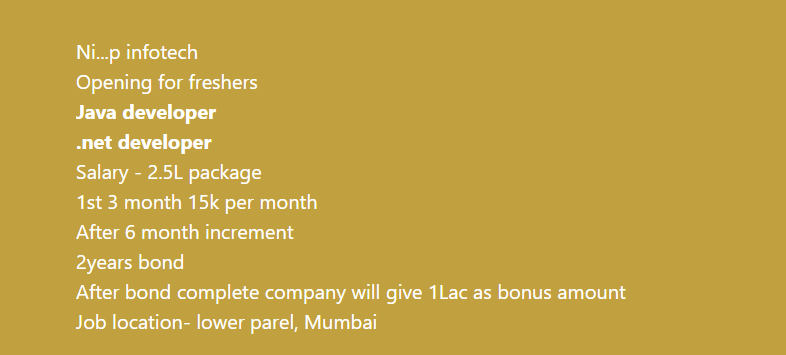 Ni...p infotech
Opening for freshers
Java developer
.net developer
Salary - 2.5L package
1st 3 month 15k per month
After 6 month increment
2years bond
After bond complete company will give 1Lac as bonus amount
Job location- lower parel, Mumbai